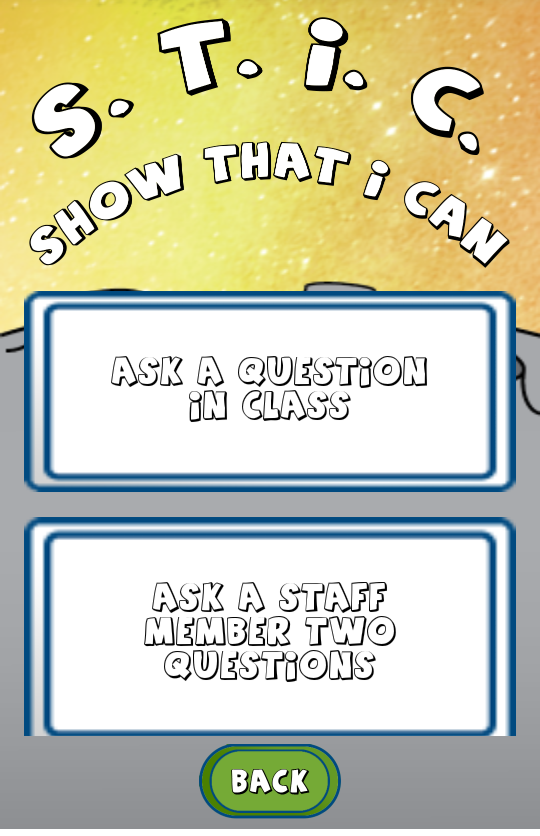 S. T. i. C.
SHOW THAT i CAN
ASK A QUESTiON
iN CLASS
ASK A STAFF
MEMBER TWO
QUESTiONS
BACK